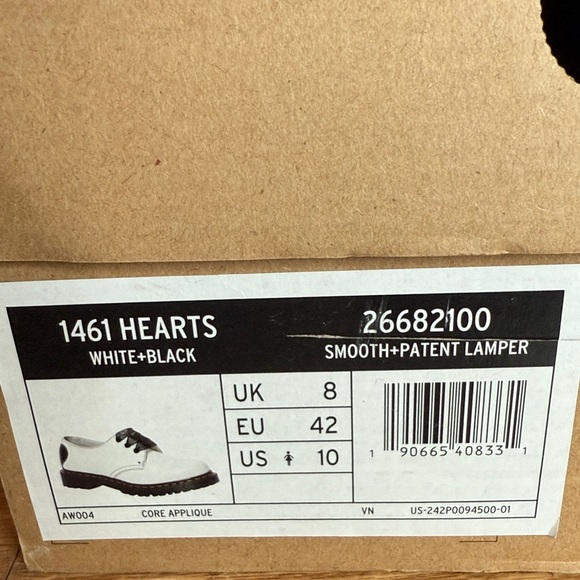 1461 HEARTS
WHITE+BLACK
26682100
SMOOTH+PATENT LAMPER
UK 8
EU 42
US 10
1 90665 40833 1
AW004 CORE APPLIQUE VN US-242P0094500-01